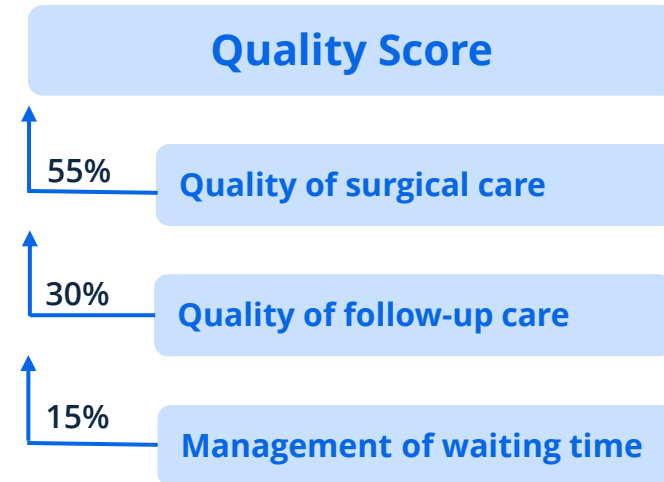 Quality Score
55%
Quality of surgical care
30%
Quality of follow-up care
15%
Management of waiting time